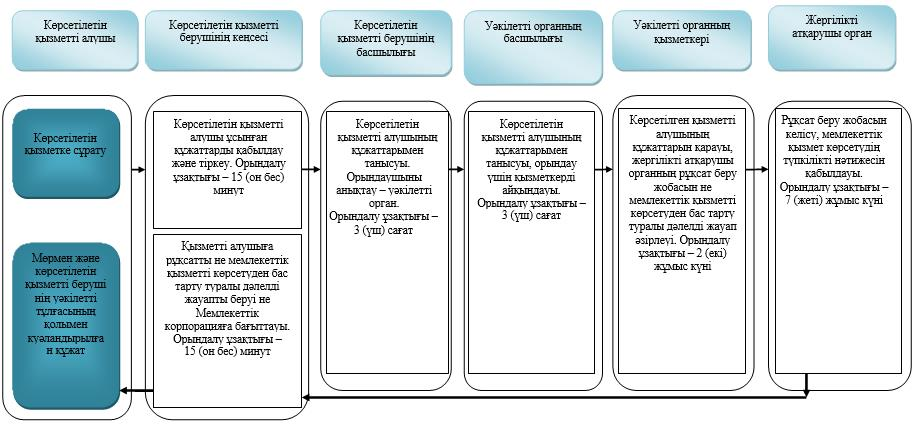 Көрсетілетін
қызметті алушы
Көрсетілетін қызметті
берушінің кеңсесі
Көрсетілетін
қызметті берушінің
басшылығы
Уәкілетті органның
басшылығы
Уәкілетті органның
қызметкері
Жергілікті
атқарушы орган
Көрсетілетін
қызметке сұрату
Мөрмен және
көрсетілетін
қызметті беруші
нің уәкілетті
тұлғасының
қолымен
куәландырылға
н құжат
Көрсетілетін қызметті
алушы ұсынған
құжаттарды қабылдау
және тіркеу. Орындалу
ұзақтығы – 15 (он бес)
минут
Қызметті алушыға
рұқсатты не мемлекеттік
қызметті көрсетуден бас
тарту туралы дәлелді
жауапты беруі не
Мемлекеттік
корпорацияға бағыттауы.
Орындалу ұзақтығы –
15 (он бес) минут
Көрсетілетін
қызметті алушының
құжаттарымен
танысуы.
Орындаушыны
анықтау – уәкілетті
орган.
Орындалу ұзақтығы –
3 (үш) сағат
Көрсетілетін
қызметті алушының
құжаттарымен
танысуы, орындау
үшін қызметкерді
айқындауы.
Орындалу ұзақтығы –
3 (үш) сағат
Көрсетілген қызметті
алушының
құжаттарын қарауы,
жергілікті атқарушы
органның рұқсат беру
жобасын не
мемлекеттік қызметті
көрсетуден бас тарту
туралы дәлелді жауап
әзірлеуі. Орындалу
ұзақтығы – 2 (екі)
жұмыс күні
Рұқсат беру жобасын
келісу, мемлекеттік
қызмет көрсетудің
түпкілікті нәтижесін
қабылдауы.
Орындалу ұзақтығы –
7 (жеті) жұмыс күні